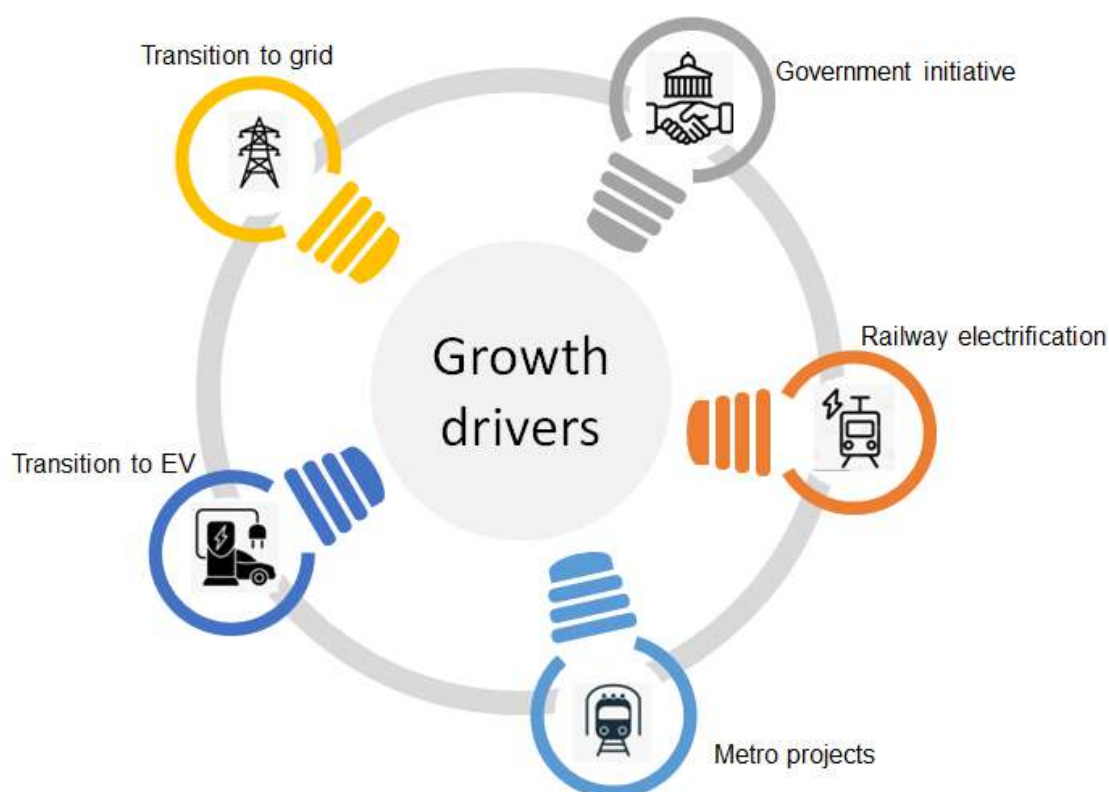 Transition to grid
Government initiative
Railway electrification
Growth
drivers
Transition to EV
Metro projects